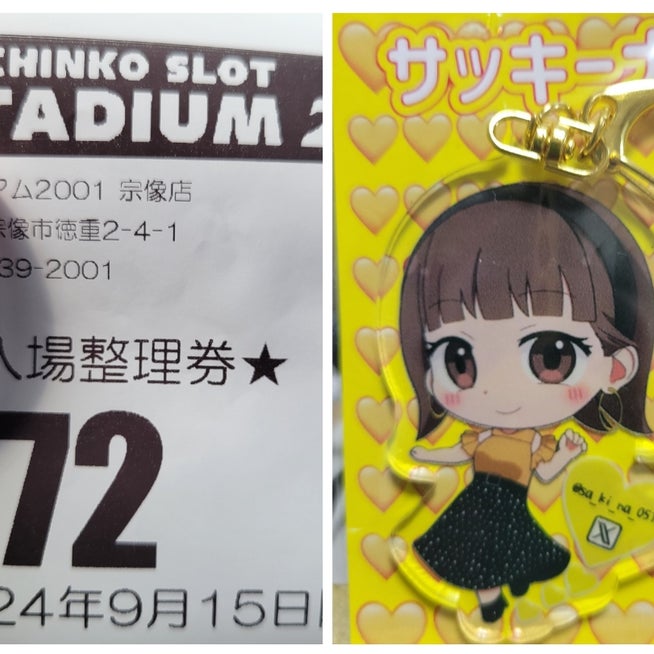 CHINKO SLOT
TADIUM 2
アム2001 宗像店
宗像市徳重2-4-1
39-2001
入場整理券★
72
24年9月15日
サッキーナ
@sa_ki_na_051
X